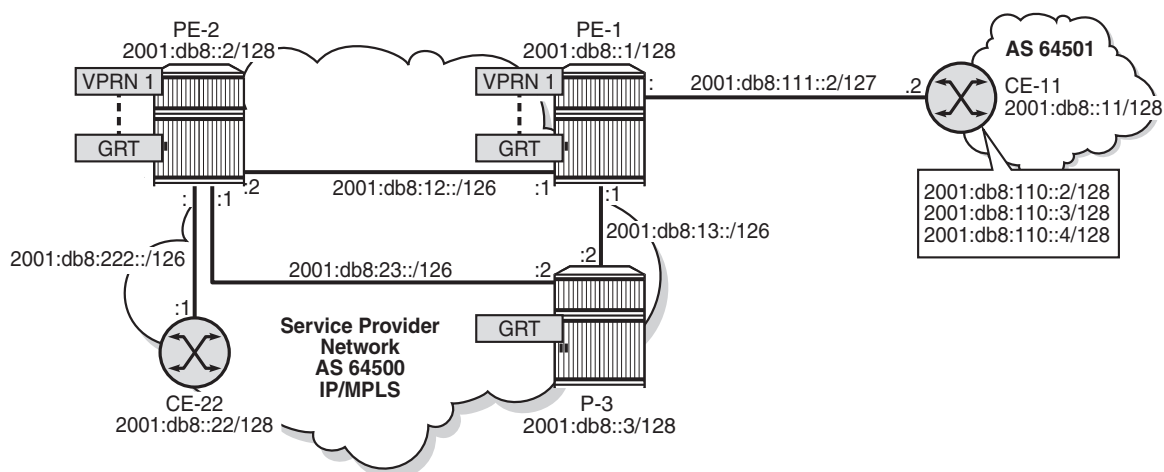 PE-2
2001:db8::2/128
VPRN 1
GRT
PE-1
2001:db8::1/128
VPRN 1
GRT
:
2001:db8:111::2/127
.2
AS 64501
CE-11
2001:db8::11/128
2001:db8:110::2/128
2001:db8:110::3/128
2001:db8:110::4/128
:2
2001:db8:12::/126
:1
:
:1
:1
2001:db8:13::/126
2001:db8:222::/126
2001:db8:23::/126
:2
:2
:1
GRT
Service Provider
Network
AS 64500
IP/MPLS
CE-22
2001:db8::22/128
P-3
2001:db8::3/128